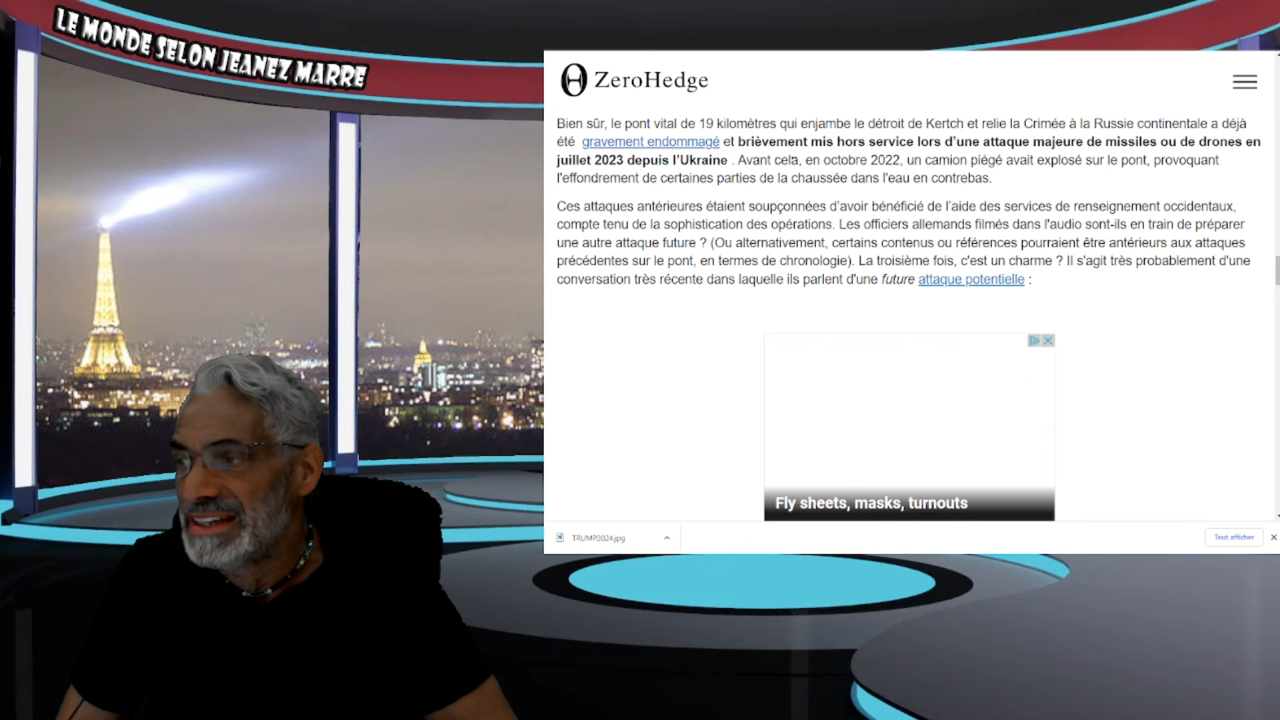 LE MONDE SELON JEANEZ MARRE
ZeroHedge
Bien sûr, le pont vital de 19 kilomètres qui enjambe le détroit de Kertch et relie la Crimée à la Russie continentale a déjà
été gravement endommagé et brièvement mis hors service lors d’une attaque majeure de missiles ou de drones en
juillet 2023 depuis l’Ukraine . Avant cela, en octobre 2022, un camion piégé avait explosé sur le pont, provoquant
l'effondrement de certaines parties de la chaussée dans l'eau en contrebas.
Ces attaques antérieures étaient soupçonnées d’avoir bénéficié de l’aide des services de renseignement occidentaux,
compte tenu de la sophistication des opérations. Les officiers allemands filmés dans l'audio sont-ils en train de préparer
une autre attaque future ? (Ou alternativement, certains contenus ou références pourraient être antérieurs aux attaques
précédentes sur le pont, en termes de chronologie). La troisième fois, c'est un charme ? Il s'agit très probablement d'une
conversation très récente dans laquelle ils parlent d'une future attaque potentielle :
Fly sheets, masks, turnouts
TRUMP2024.jpg
Tout afficher